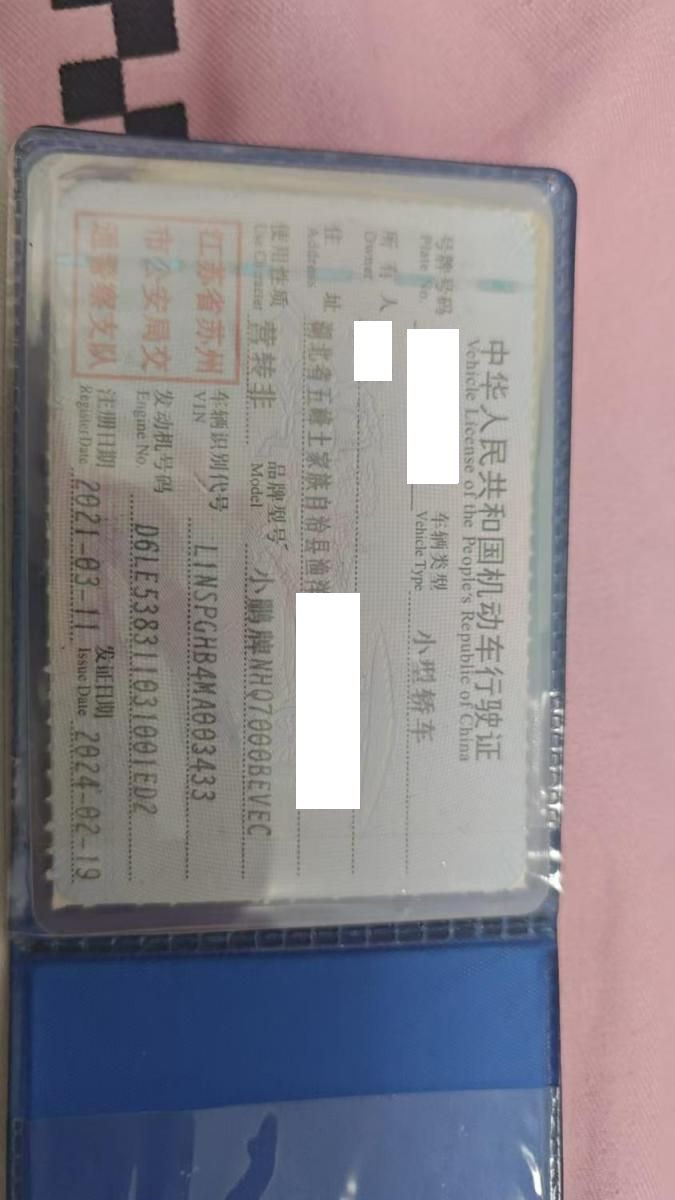 中华人民共和国机动车行驶证
Vehicle License of the People's Republic of China
号牌号码
Plate No.
车辆类型 小型轿车
Vehicle Type
所有人
Owner
住址 湖北省五峰土家族自治县渔洋
Address
使用性质 营转非 品牌型号 小鹏牌NHQ7000BEVEC
Use Character Model
江苏省苏州
市公安局交
通警察支队
车辆识别代号 L1NSPGHB4MA003433
VIN
发动机号码 D6LE538311031001ED2
Engine No.
注册日期 2021-03-11 发证日期 2024-02-19
Register Date Issue Date